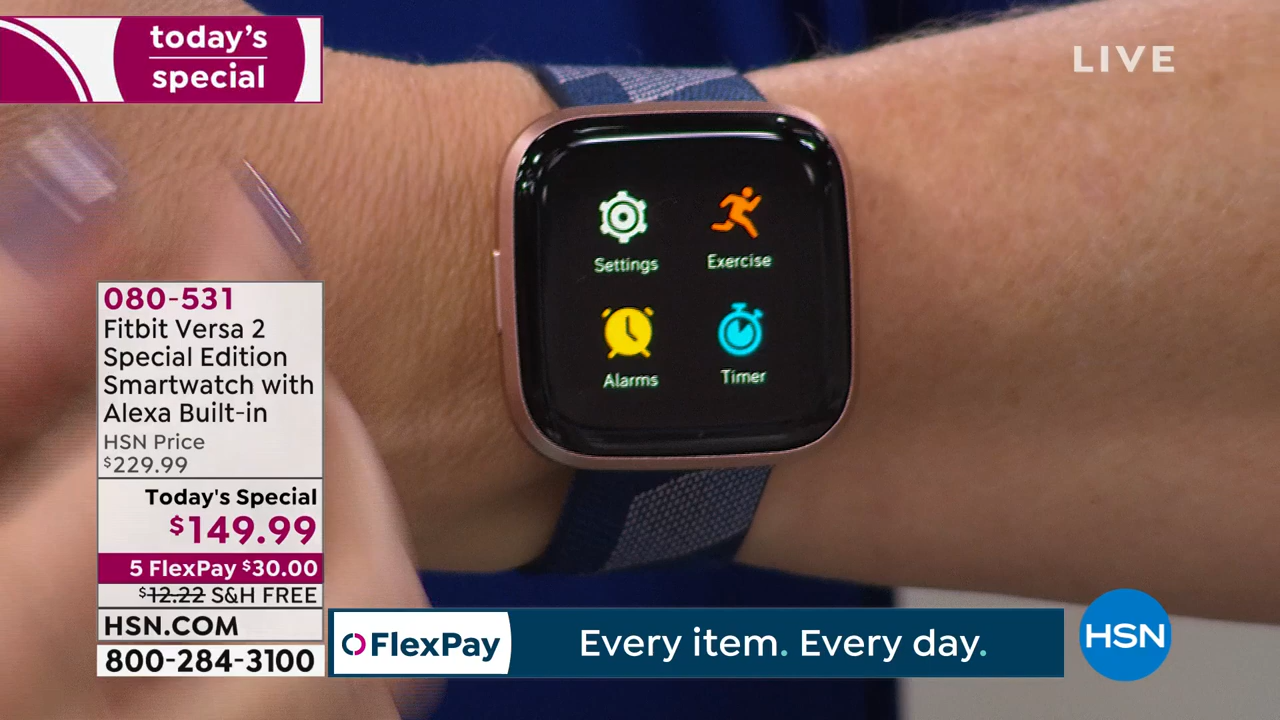 today's
special
LIVE
Settings
Exercise
Alarms
Timer
080-531
Fitbit Versa 2
Special Edition
Smartwatch with
Alexa Built-in
HSN Price
$229.99
Today's Special
$149.99
5 FlexPay $30.00
$12.22 S&H FREE
HSN.COM
800-284-3100
FlexPay
Every item. Every day.
HSN